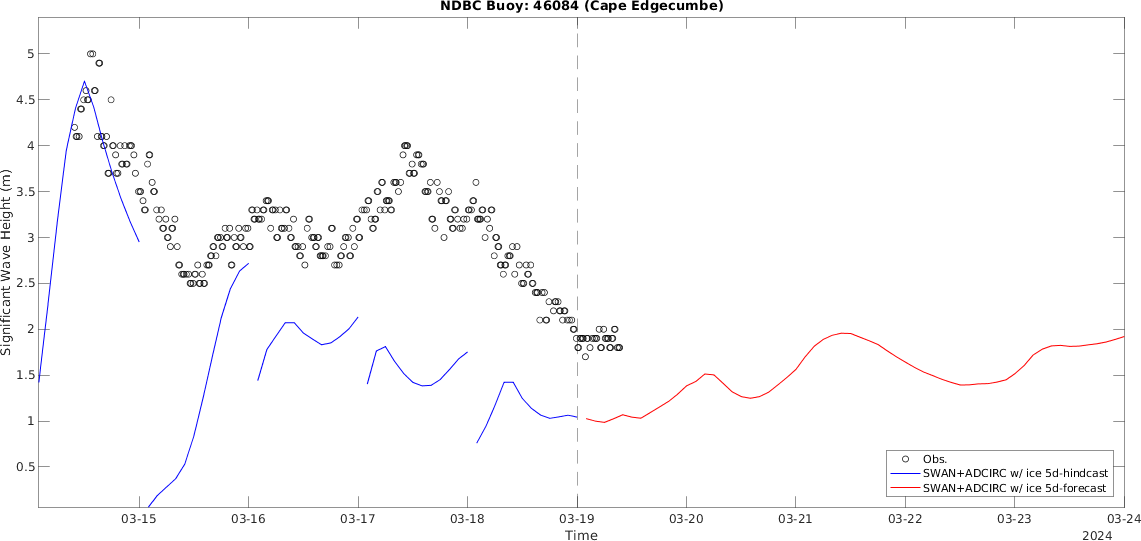 NDBC Buoy: 46084 (Cape Edgecumbe)
Significant Wave Height (m)
5
4.5
4
3.5
3
2.5
2
1.5
1
0.5
Obs.
SWAN+ADCIRC w/ ice 5d-hindcast
SWAN+ADCIRC w/ ice 5d-forecast
03-15 03-16 03-17 03-18 03-19 03-20 03-21 03-22 03-23 03-24
Time
2024